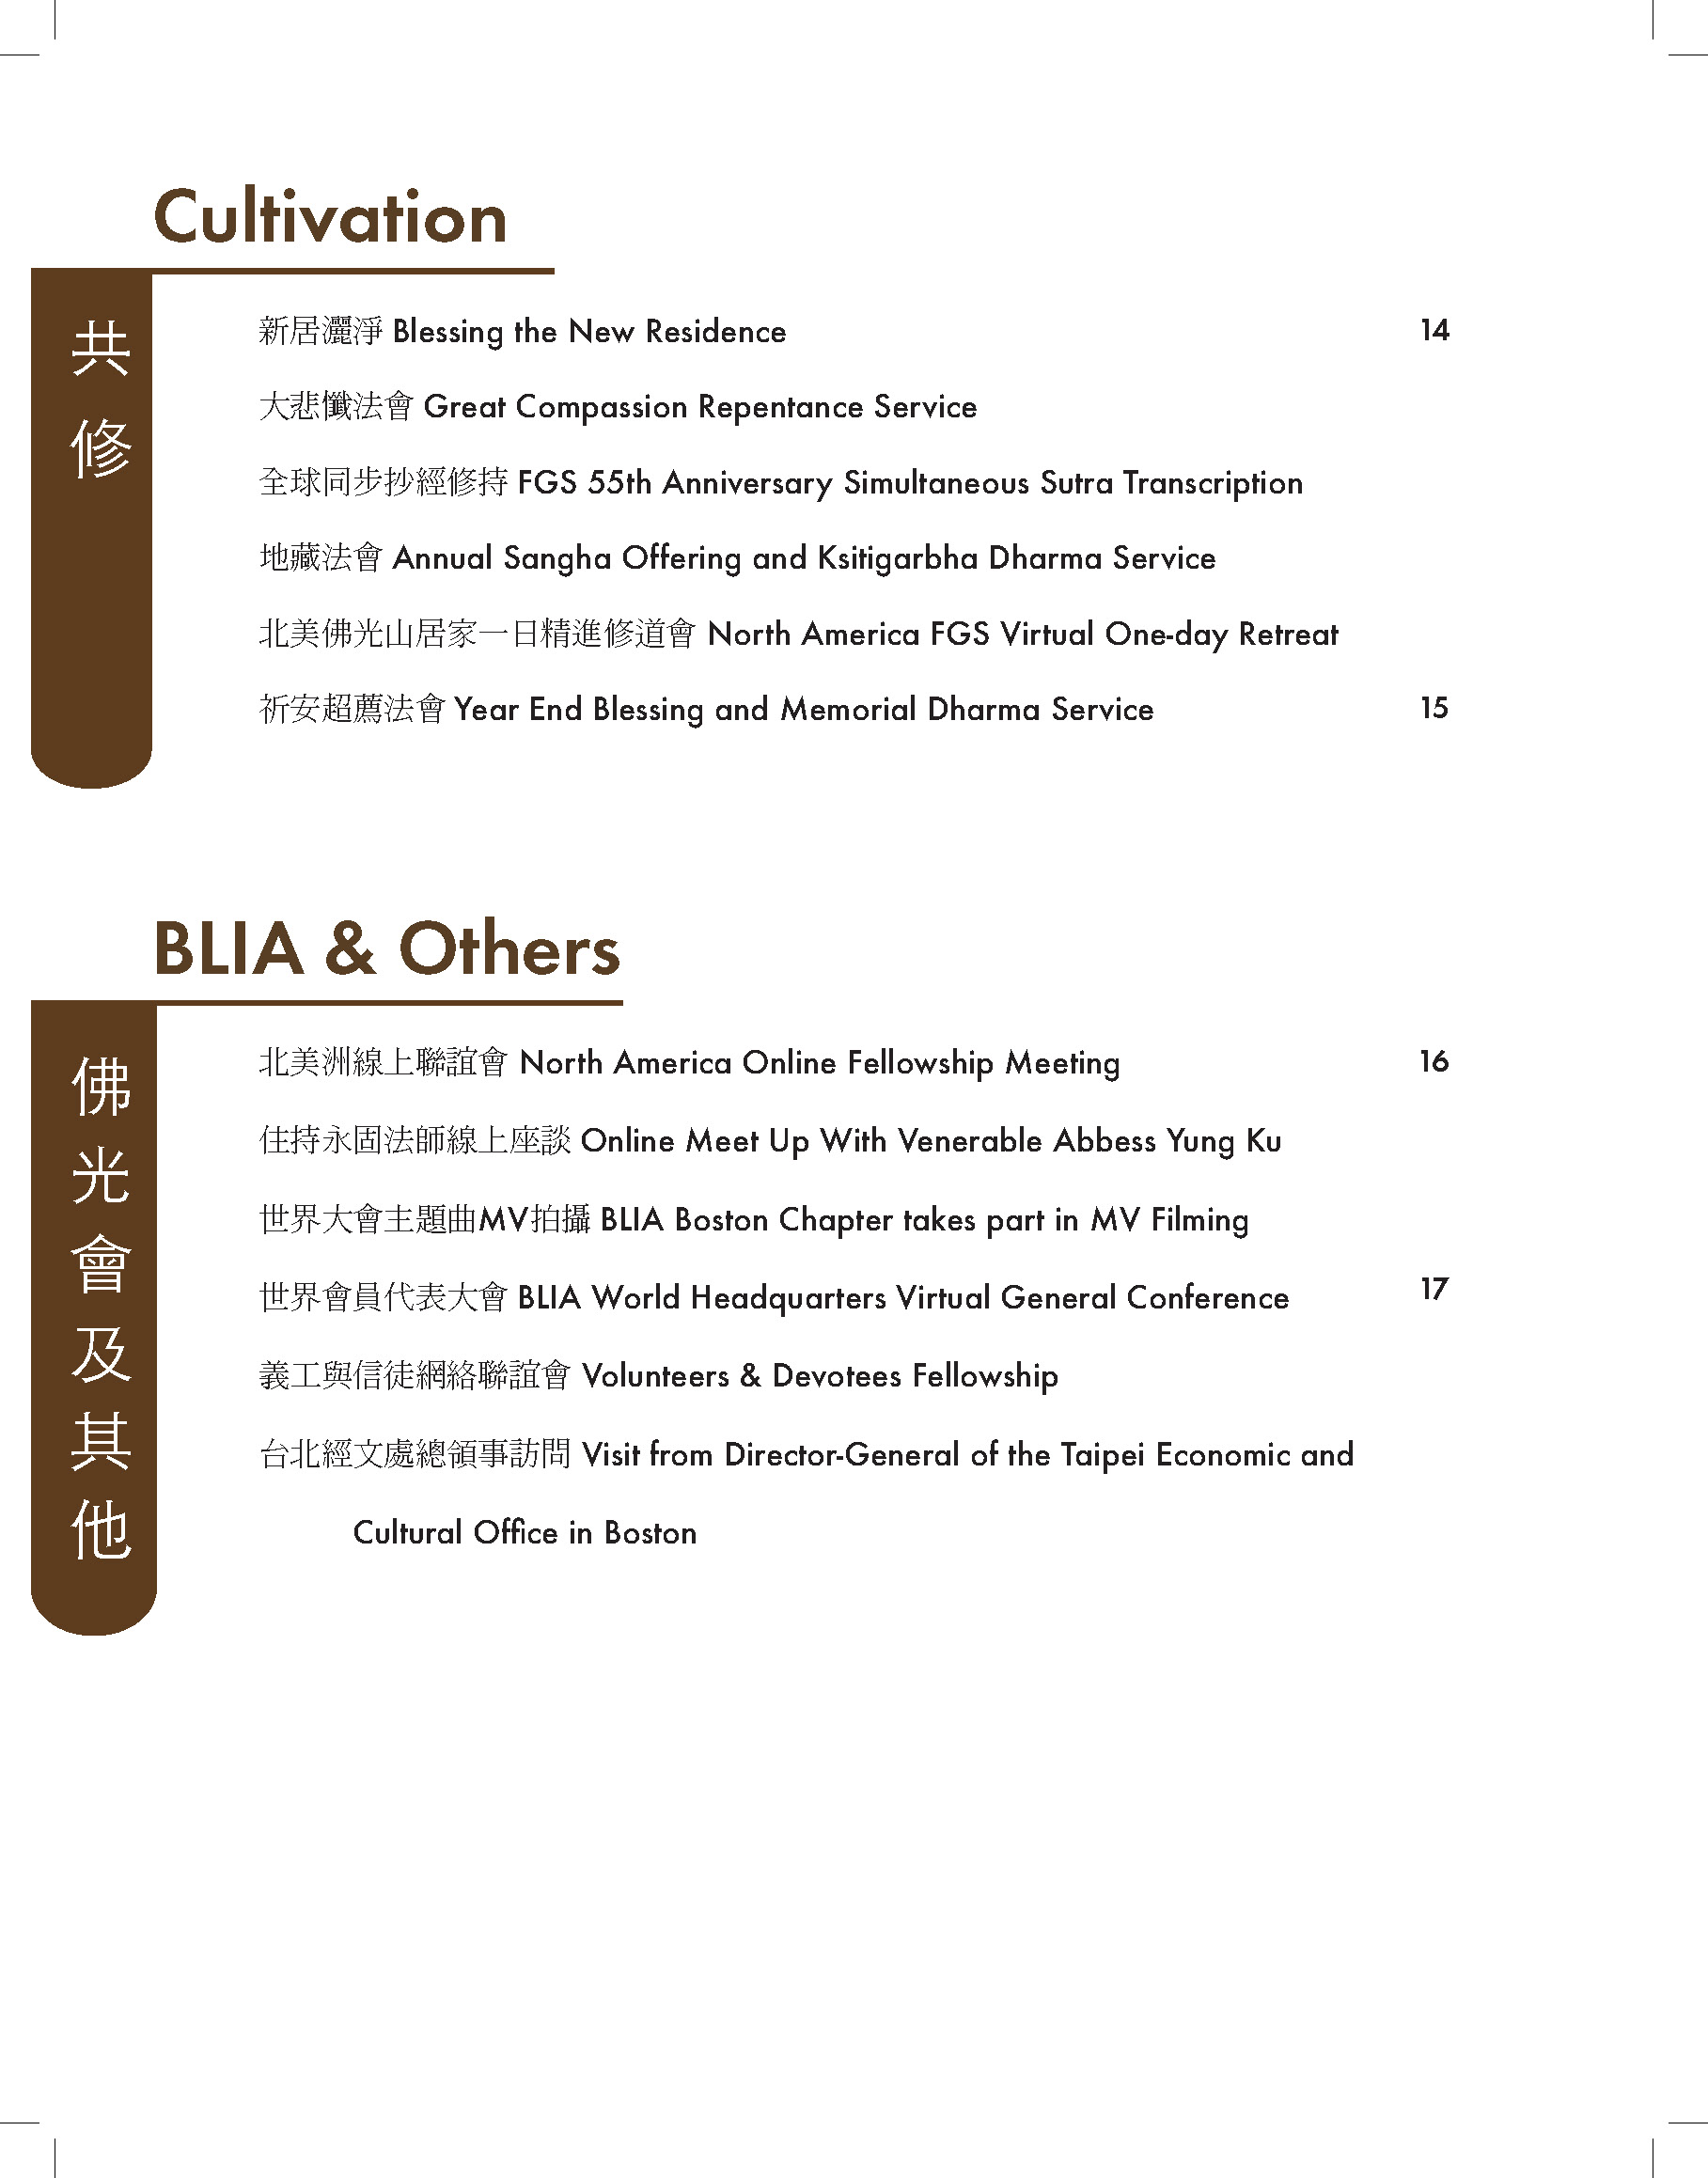 Cultivation
共修
新居灑淨 Blessing the New Residence 14
大悲懺法會 Great Compassion Repentance Service
全球同步抄經修持 FGS 55th Anniversary Simultaneous Sutra Transcription
地藏法會 Annual Sangha Offering and Ksitigarbha Dharma Service
北美佛光山居家一日精進修道會 North America FGS Virtual One-day Retreat
祈安超薦法會 Year End Blessing and Memorial Dharma Service 15
BLIA & Others
佛光會及其他
北美洲線上聯誼會 North America Online Fellowship Meeting 16
住持永固法師線上座談 Online Meet Up With Venerable Abbess Yung Ku
世界大會主題曲MV拍攝 BLIA Boston Chapter takes part in MV Filming
世界會員代表大會 BLIA World Headquarters Virtual General Conference 17
義工與信徒網絡聯誼會 Volunteers & Devotees Fellowship
台北經文處總領事訪問 Visit from Director-General of the Taipei Economic and
Cultural Office in Boston